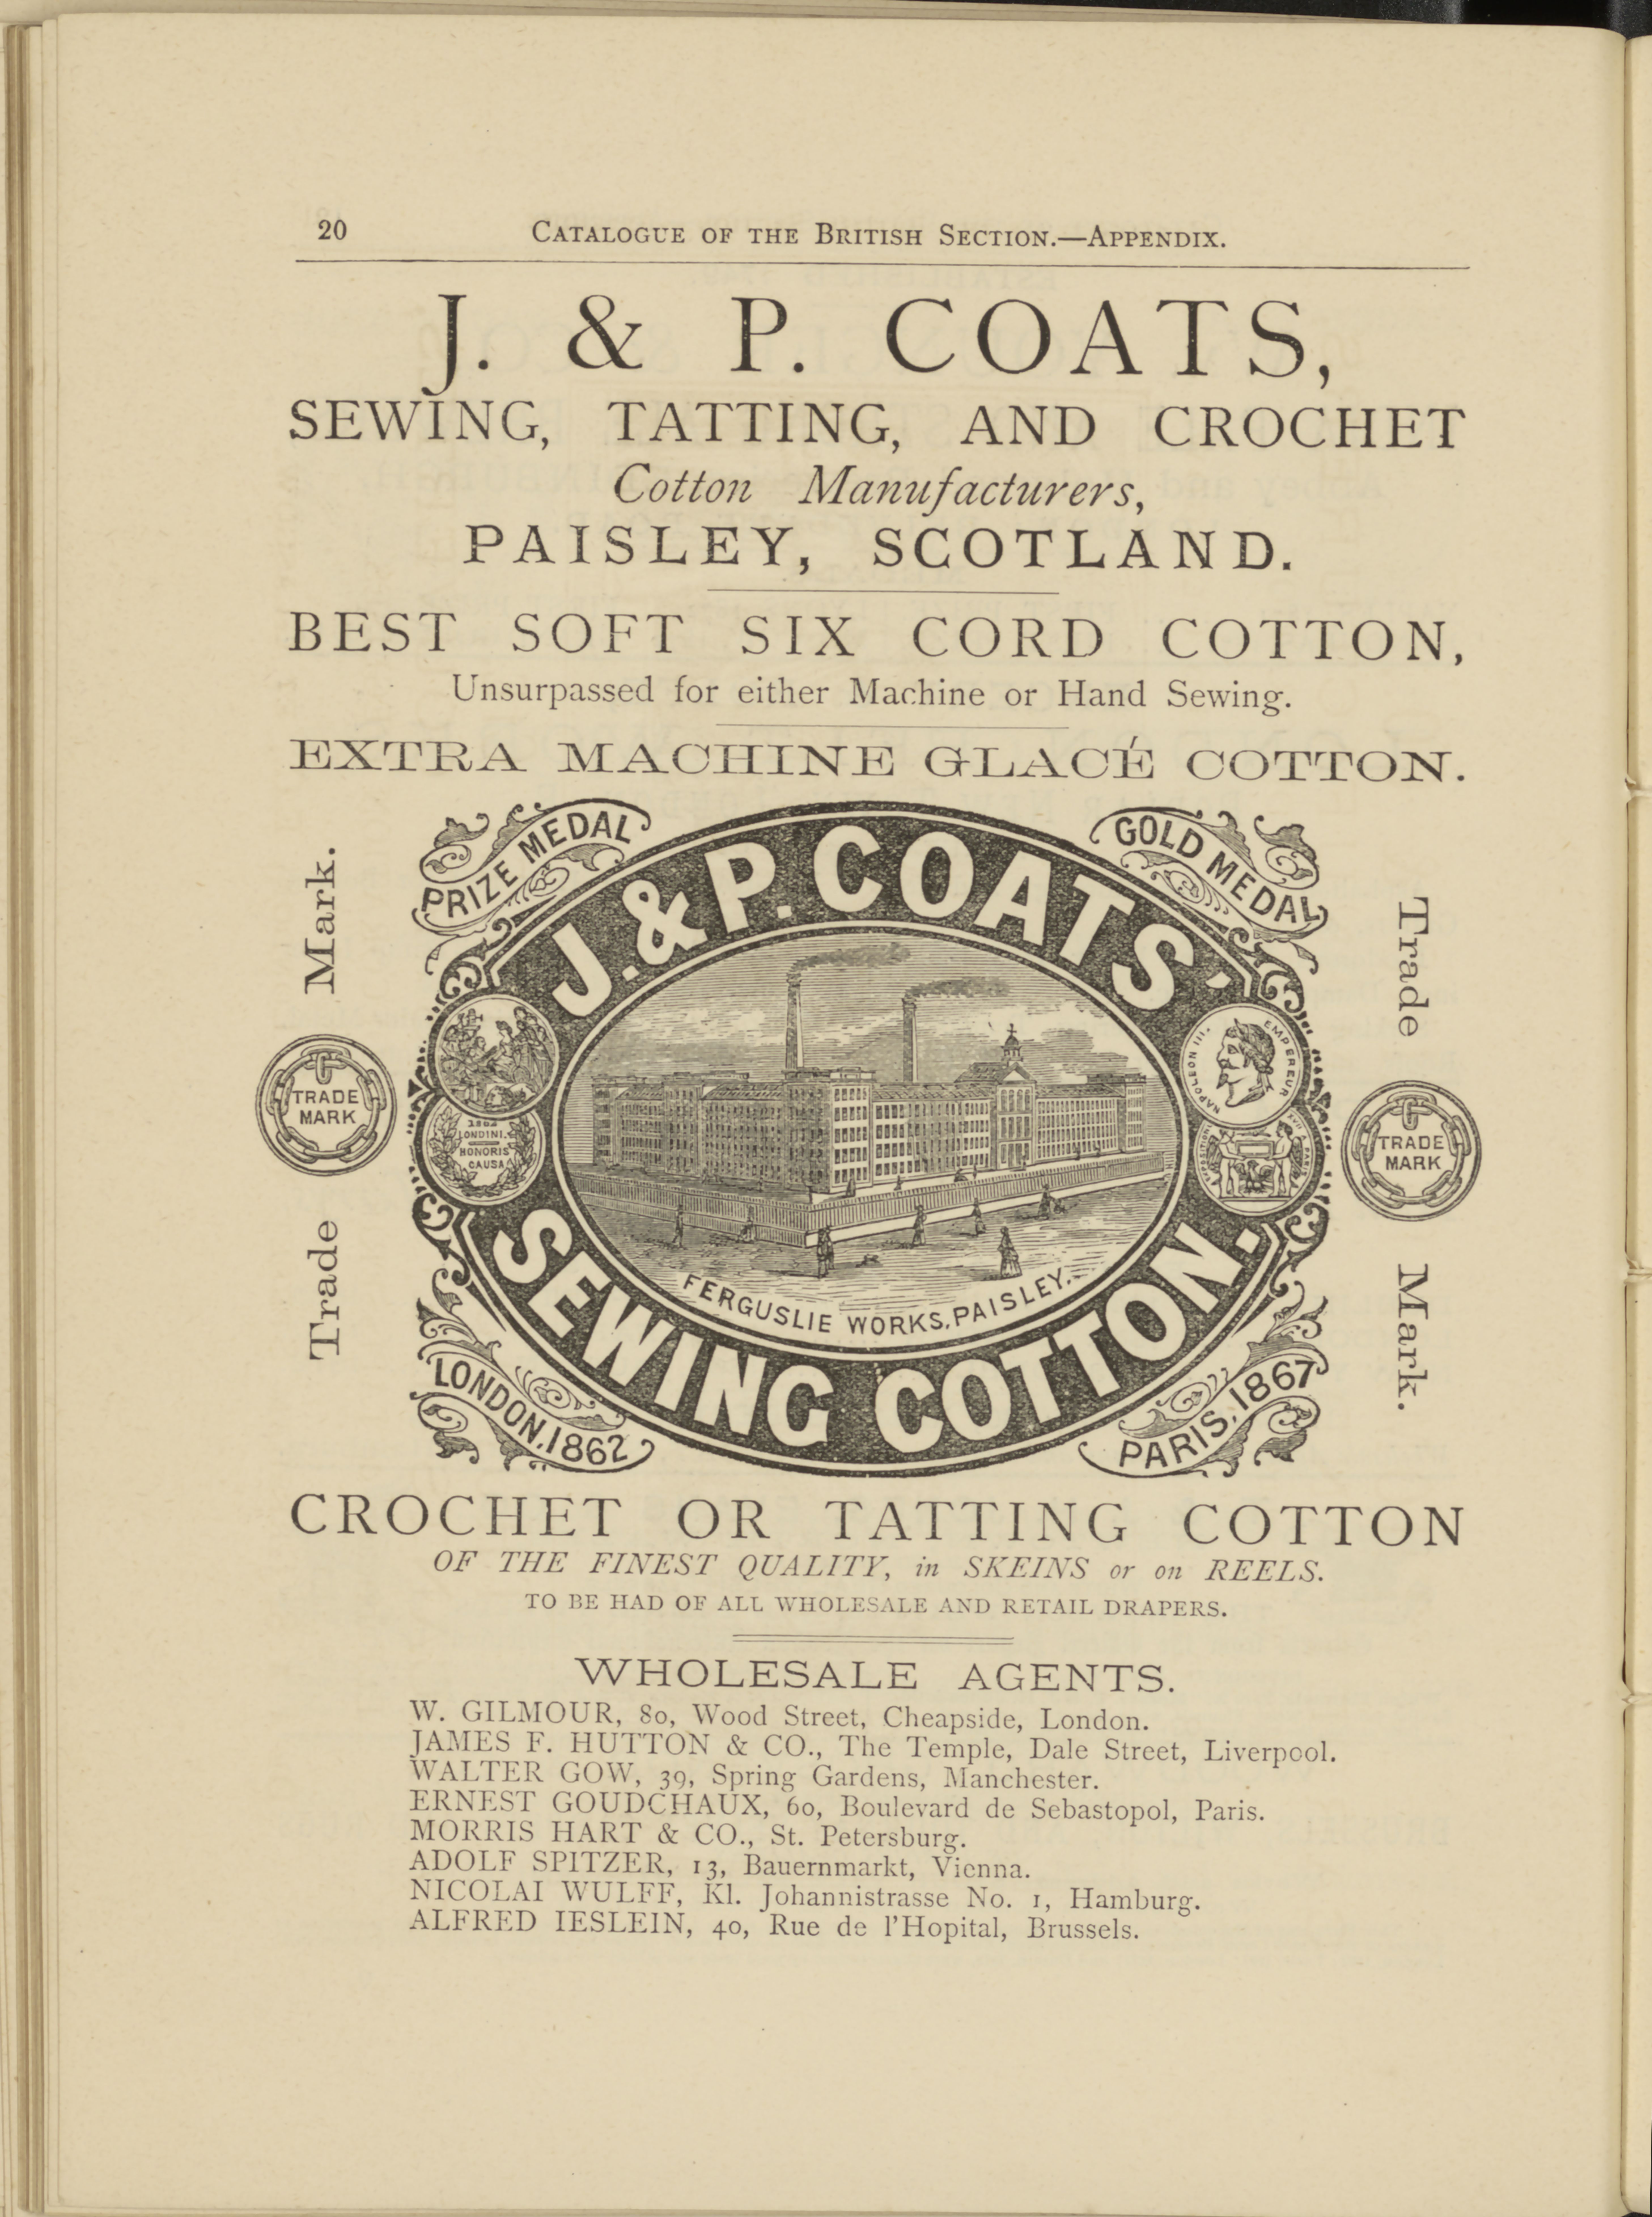 20 CATALOGUE OF THE BRITISH SECTION.—APPENDIX.
J. & P. COATS,
SEWING, TATTING, AND CROCHET
Cotton Manufacturers,
PAISLEY, SCOTLAND.
BEST SOFT SIX CORD COTTON,
Unsurpassed for either Machine or Hand Sewing.
EXTRA MACHINE GLACÉ COTTON.
Trade Mark.
TRADE
MARK
PRIZE MEDAL
GOLD MEDAL
J. & P. COATS'
1862
LONDINI.
HONORIS
CAUSA
NAPOLEON III. EMPEREUR
FERGUSLIE WORKS, PAISLEY.
SEWING COTTON.
LONDON, 1862
PARIS, 1867
Trade Mark.
TRADE
MARK
CROCHET OR TATTING COTTON
OF THE FINEST QUALITY, in SKEINS or on REELS.
TO BE HAD OF ALL WHOLESALE AND RETAIL DRAPERS.
WHOLESALE AGENTS.
W. GILMOUR, 80, Wood Street, Cheapside, London.
JAMES F. HUTTON & CO., The Temple, Dale Street, Liverpool.
WALTER GOW, 39, Spring Gardens, Manchester.
ERNEST GOUDCHAUX, 60, Boulevard de Sebastopol, Paris.
MORRIS HART & CO., St. Petersburg.
ADOLF SPITZER, 13, Bauernmarkt, Vienna.
NICOLAI WULFF, Kl. Johannistrasse No. 1, Hamburg.
ALFRED IESLEIN, 40, Rue de l'Hopital, Brussels.